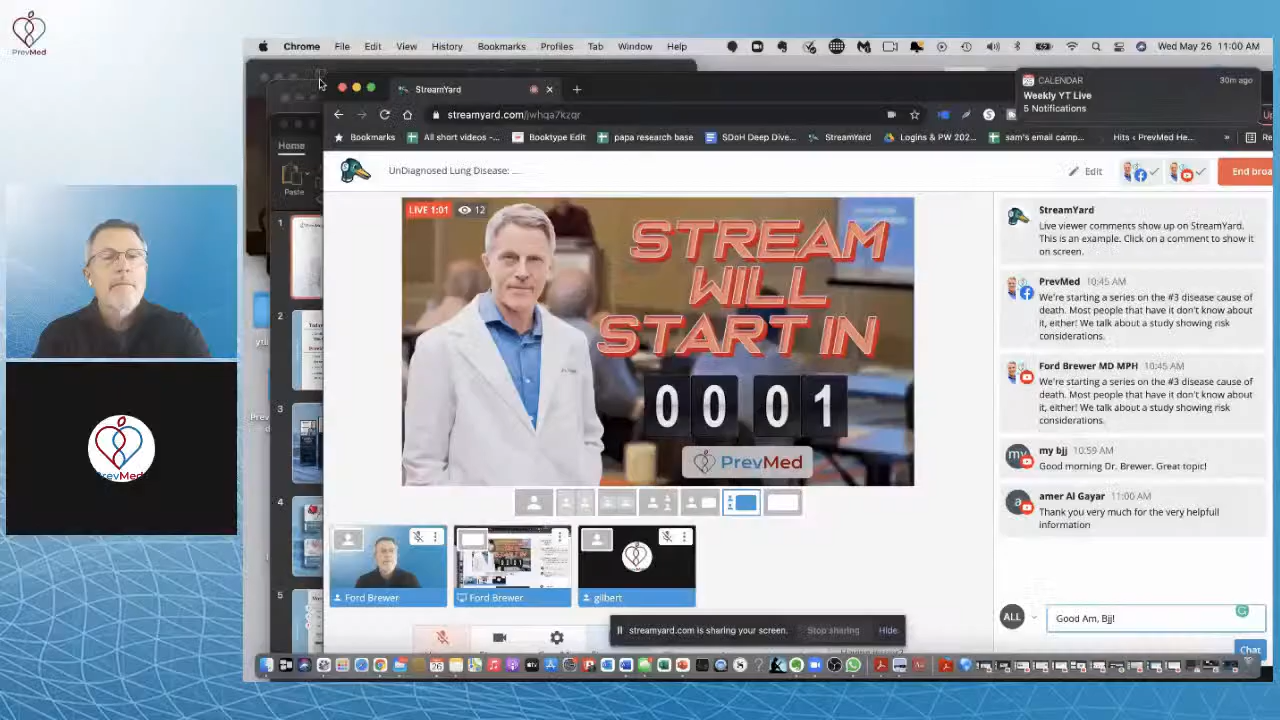 PrevMed
Chrome File Edit View History Bookmarks Profiles Tab Window Help
Wed May 26 11:00 AM
StreamYard
CALENDAR
30m ago
Weekly YT Live
5 Notifications
streamyard.com/jwhqa7kzqr
Bookmarks
All short videos -...
Booktype Edit
papa research base
SDoH Deep Dive...
StreamYard
Logins & PW 202...
sam's email camp...
Hits ‹ PrevMed He...
Home
Paste
UnDiagnosed Lung Disease: ...
Edit
End broa
LIVE 1:01
12
STREAM
WILL
START IN
00 01
PrevMed
StreamYard
Live viewer comments show up on StreamYard.
This is an example. Click on a comment to show it
on screen.
PrevMed 10:45 AM
We're starting a series on the #3 disease cause of
death. Most people that have it don't know about
it, either! We talk about a study showing risk
considerations.
Ford Brewer MD MPH 10:45 AM
We're starting a series on the #3 disease cause of
death. Most people that have it don't know about
it, either! We talk about a study showing risk
considerations.
my bjj 10:59 AM
Good morning Dr. Brewer. Great topic!
amer Al Gayar 11:00 AM
Thank you very much for the very helpful
information
1
2
3
4
5
Ford Brewer
Ford Brewer
gilbert
ALL
Good Am, Bjj!
Chat
streamyard.com is sharing your screen.
Stop sharing
Hide